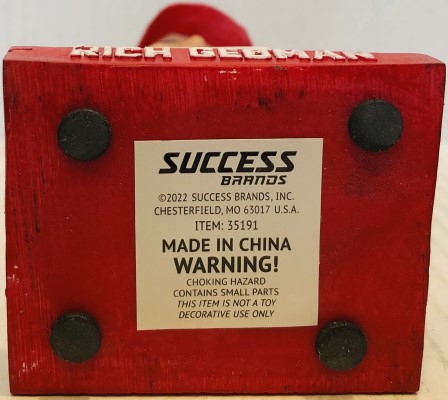 RICH GEDMAN
SUCCESS
BRANDS
©2022 SUCCESS BRANDS, INC.
CHESTERFIELD, MO 63017 U.S.A.
ITEM: 35191
MADE IN CHINA
WARNING!
CHOKING HAZARD
CONTAINS SMALL PARTS
THIS ITEM IS NOT A TOY
DECORATIVE USE ONLY